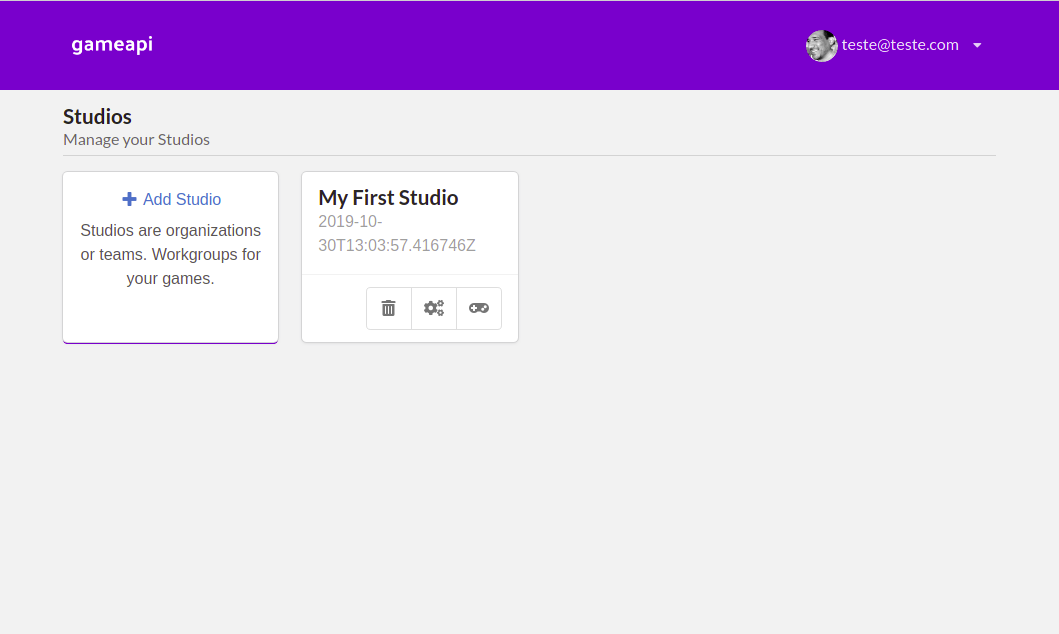 gameapi
teste@teste.com
Studios
Manage your Studios
Add Studio
Studios are organizations
or teams. Workgroups for
your games.
My First Studio
2019-10-
30T13:03:57.416746Z